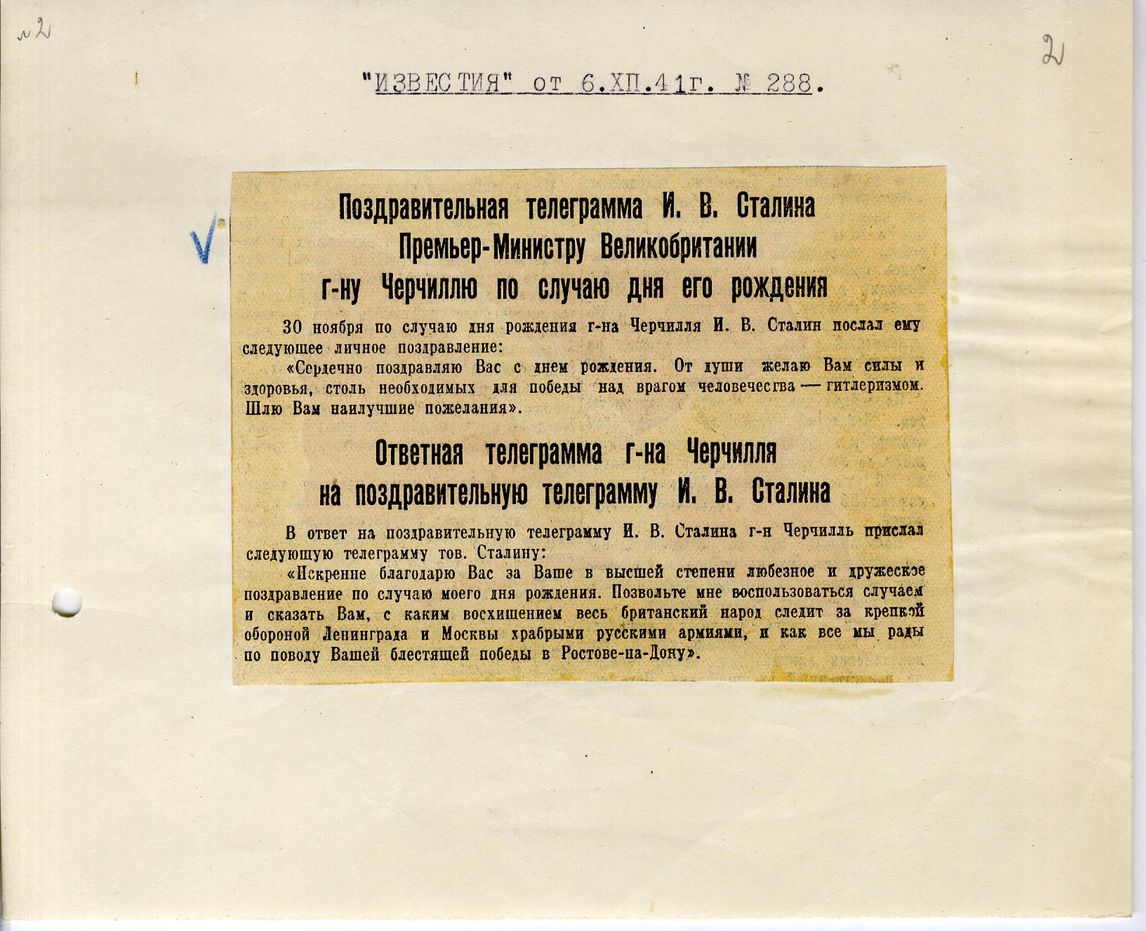 №2
2
"ИЗВЕСТИЯ" от 6.XП.41г. № 288.
Поздравительная телеграмма И. В. Сталина
Премьер-Министру Великобритании
г-ну Черчиллю по случаю дня его рождения
30 ноября по случаю дня рождения г-на Черчилля И. В. Сталин послал ему
следующее личное поздравление:
«Сердечно поздравляю Вас с днем рождения. От души желаю Вам силы и
здоровья, столь необходимых для победы над врагом человечества — гитлеризмом.
Шлю Вам наилучшие пожелания».
Ответная телеграмма г-на Черчилля
на поздравительную телеграмму И. В. Сталина
В ответ на поздравительную телеграмму И. В. Сталина г-н Черчилль прислал
следующую телеграмму тов. Сталину:
«Искренне благодарю Вас за Ваше в высшей степени любезное и дружеское
поздравление по случаю моего дня рождения. Позвольте мне воспользоваться случаем
и сказать Вам, с каким восхищением весь британский народ следит за крепкой
обороной Ленинграда и Москвы храбрыми русскими армиями, и как все мы рады
по поводу Вашей блестящей победы в Ростове-на-Дону».